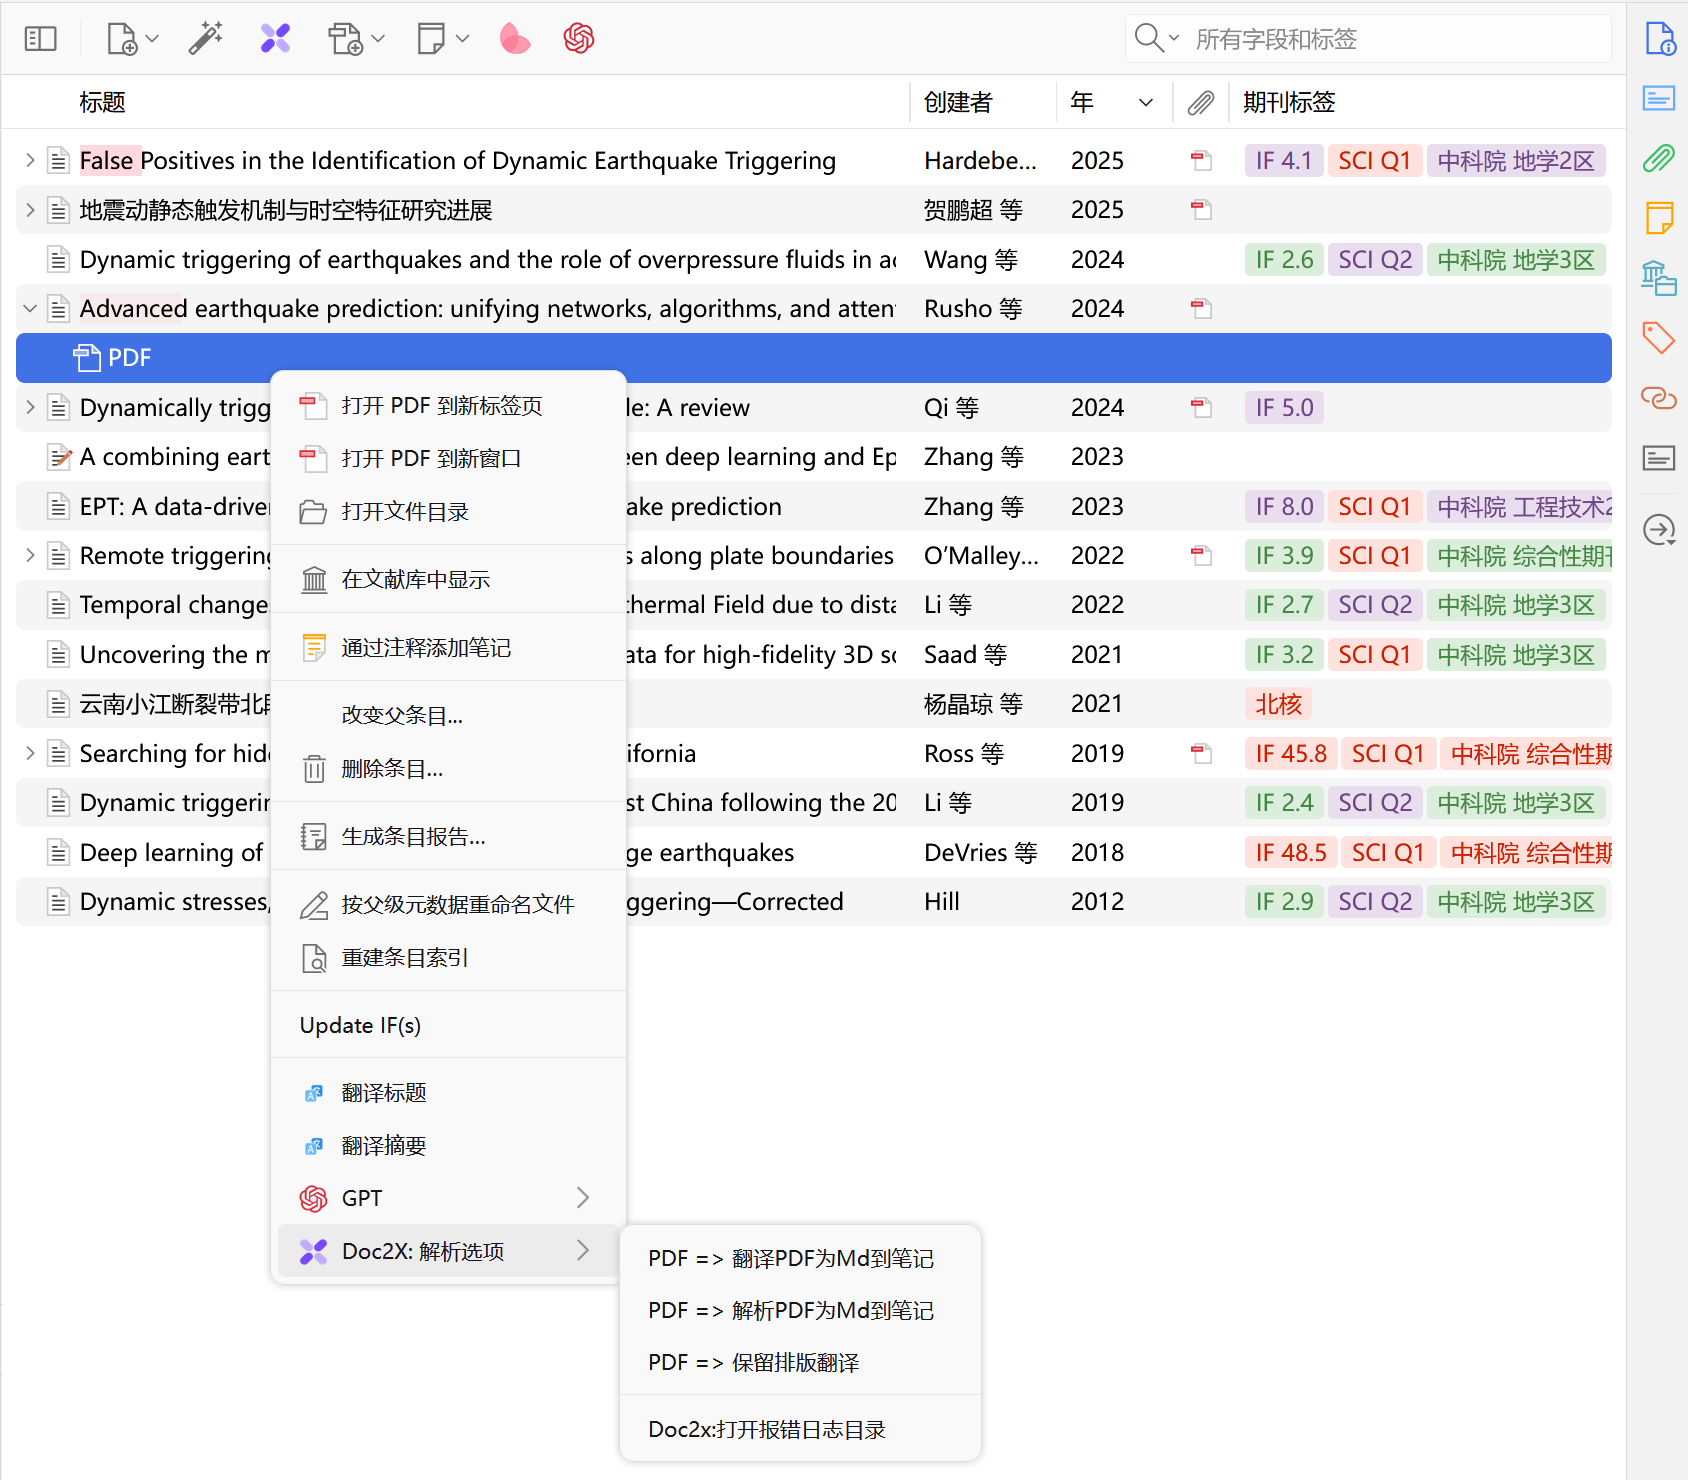 所有字段和标签
标题 创建者 年 期刊标签
False Positives in the Identification of Dynamic Earthquake Triggering Hardebe... 2025 IF 4.1 SCI Q1 中科院 地学2区
地震动静态触发机制与时空特征研究进展 贺鹏超 等 2025
Dynamic triggering of earthquakes and the role of overpressure fluids in Wang 等 2024 IF 2.6 SCI Q2 中科院 地学3区
Advanced earthquake prediction: unifying networks, algorithms, and atten Rusho 等 2024
PDF
Dynamically trigg le: A review Qi 等 2024 IF 5.0
A combining eart en deep learning and Ep Zhang 等 2023
EPT: A data-drive ake prediction Zhang 等 2023 IF 8.0 SCI Q1 中科院 工程技术2
Remote triggering s along plate boundaries O’Malley... 2022 IF 3.9 SCI Q1 中科院 综合性期刊
Temporal change hermal Field due to dista Li 等 2022 IF 2.7 SCI Q2 中科院 地学3区
Uncovering the m ata for high-fidelity 3D Saad 等 2021 IF 3.2 SCI Q1 中科院 地学3区
云南小江断裂带北段 杨晶琼 等 2021 北核
Searching for hid ifornia Ross 等 2019 IF 45.8 SCI Q1 中科院 综合性期
Dynamic triggerin st China following the 20 Li 等 2019 IF 2.4 SCI Q2 中科院 地学3区
Deep learning of ge earthquakes DeVries 等 2018 IF 48.5 SCI Q1 中科院 综合性期
Dynamic stresses, ggering—Corrected Hill 2012 IF 2.9 SCI Q2 中科院 地学3区
打开 PDF 到新标签页
打开 PDF 到新窗口
打开文件目录
在文献库中显示
通过注释添加笔记
改变父条目...
删除条目...
生成条目报告...
按父级元数据重命名文件
重建条目索引
Update IF(s)
翻译标题
翻译摘要
GPT
Doc2X: 解析选项
PDF => 翻译PDF为Md到笔记
PDF => 解析PDF为Md到笔记
PDF => 保留排版翻译
Doc2x:打开报错日志目录